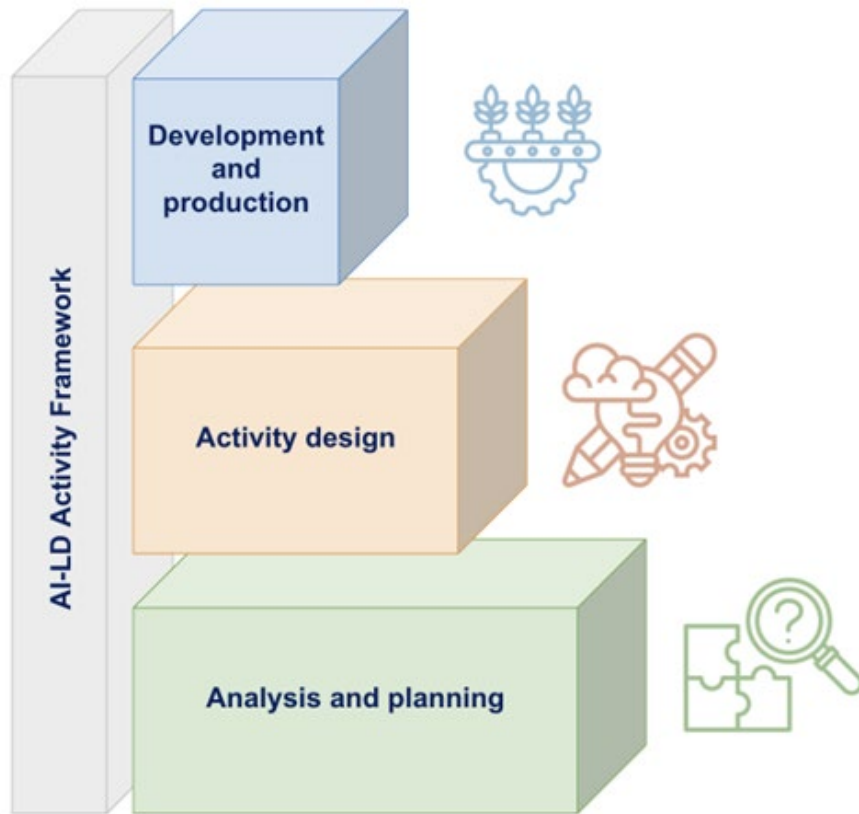 Development
and
production
AI-LD Activity Framework
Activity design
?
Analysis and planning